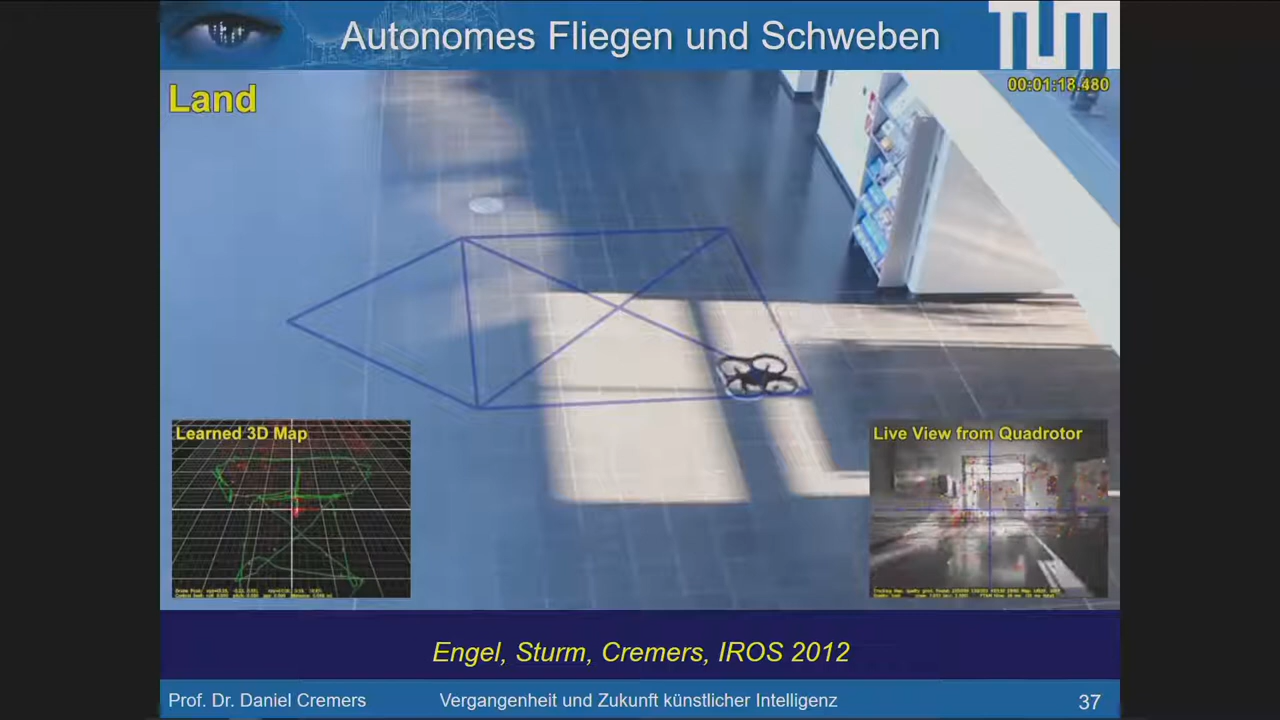 Autonomes Fliegen und Schweben
TUM
Land
00:01:18.480
Learned 3D Map
Live View from Quadrotor
Engel, Sturm, Cremers, IROS 2012
Prof. Dr. Daniel Cremers
Vergangenheit und Zukunft künstlicher Intelligenz
37